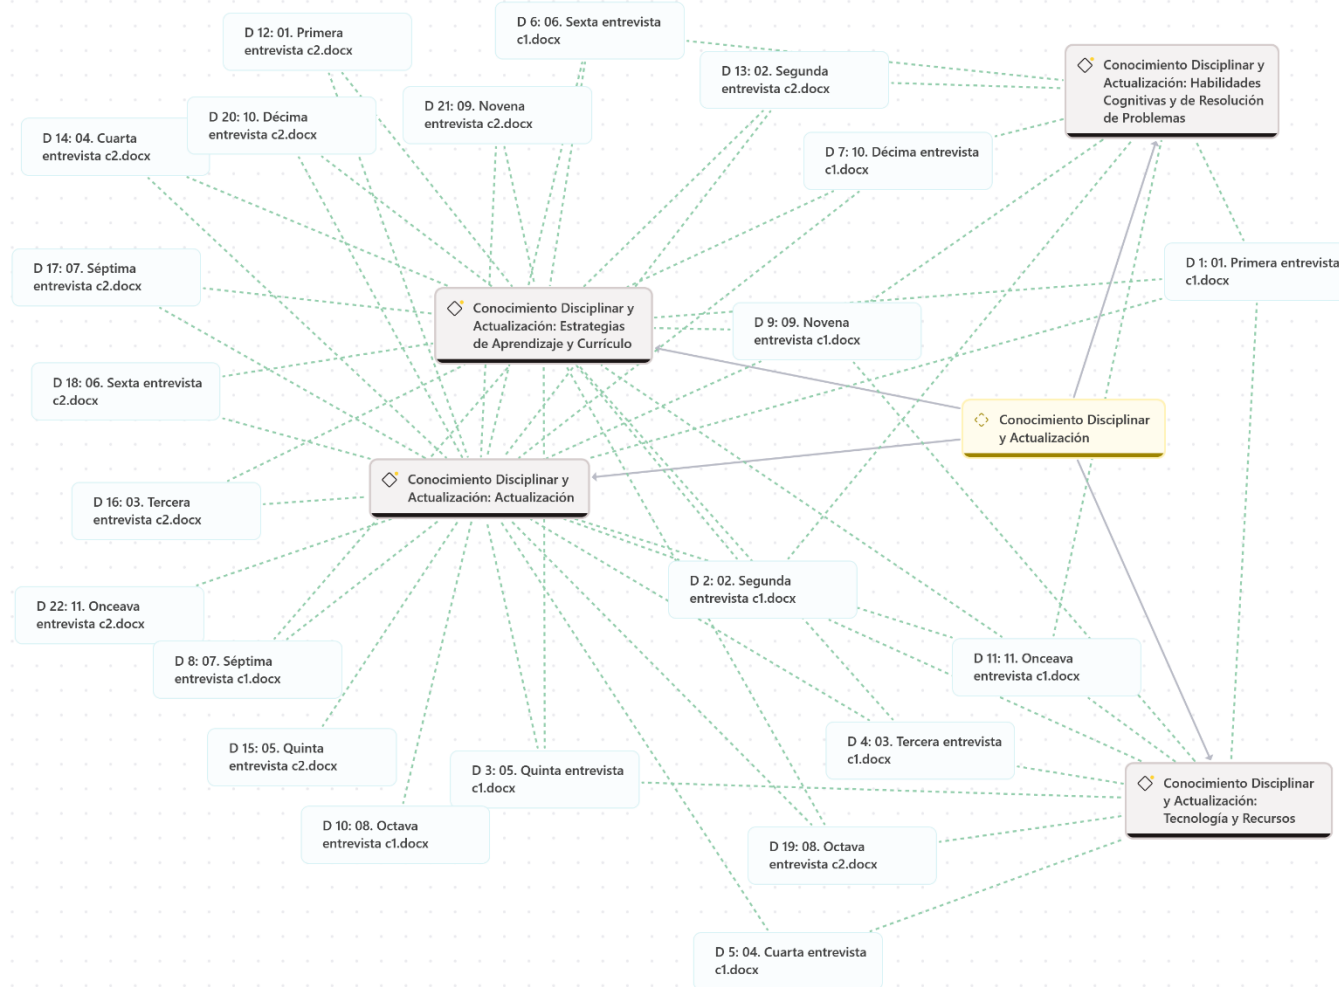 D 6: 06. Sexta entrevista
c1.docx
D 12: 01. Primera
entrevista c2.docx
D 13: 02. Segunda
entrevista c2.docx
Conocimiento Disciplinar y
Actualización: Habilidades
Cognitivas y de Resolución
de Problemas
D 21: 09. Novena
entrevista c2.docx
D 20: 10. Décima
entrevista c2.docx
D 14: 04. Cuarta
entrevista c2.docx
D 7: 10. Décima entrevista
c1.docx
D 1: 01. Primera entrevista
c1.docx
D 17: 07. Séptima
entrevista c2.docx
Conocimiento Disciplinar y
Actualización: Estrategias
de Aprendizaje y Currículo
D 9: 09. Novena
entrevista c1.docx
D 18: 06. Sexta entrevista
c2.docx
Conocimiento Disciplinar
y Actualización
Conocimiento Disciplinar y
Actualización: Actualización
D 16: 03. Tercera
entrevista c2.docx
D 2: 02. Segunda
entrevista c1.docx
D 22: 11. Onceava
entrevista c2.docx
D 8: 07. Séptima
entrevista c1.docx
D 11: 11. Onceava
entrevista c1.docx
D 15: 05. Quinta
entrevista c2.docx
D 4: 03. Tercera entrevista
c1.docx
D 3: 05. Quinta entrevista
c1.docx
Conocimiento Disciplinar
y Actualización:
Tecnología y Recursos
D 10: 08. Octava
entrevista c1.docx
D 19: 08. Octava
entrevista c2.docx
D 5: 04. Cuarta entrevista
c1.docx